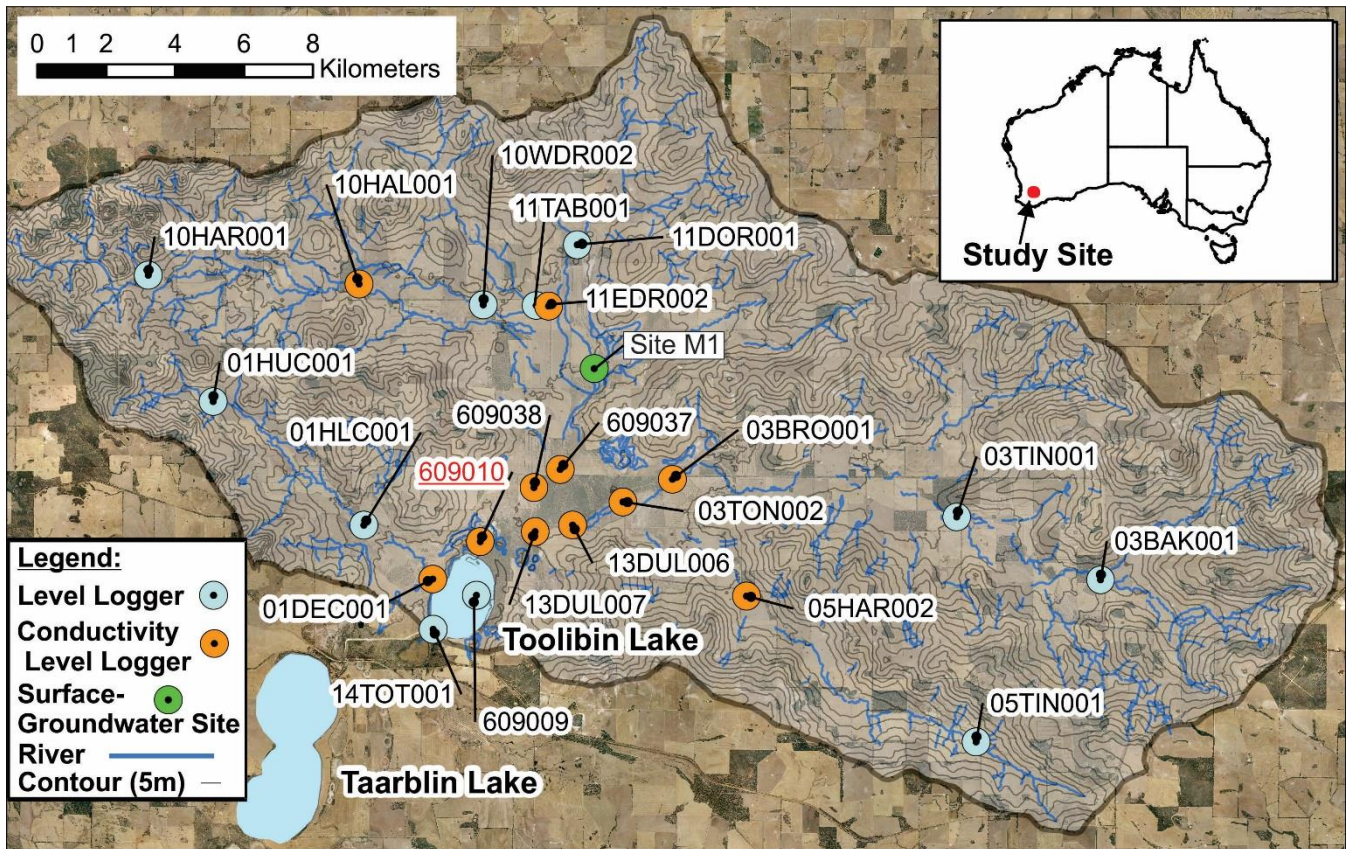 0 1 2 4 6 8
Kilometers
Study Site
10WDR002
10HAL001
11TAB001
10HAR001
11DOR001
11EDR002
Site M1
01HUC001
609038
609037
03BRO001
01HLC001
609010
03TIN001
03TON002
03BAK001
13DUL006
01DEC001
13DUL007
05HAR002
Toolibin Lake
14TOT001
609009
05TIN001
Taarblin Lake
Legend:
Level Logger
Conductivity
Level Logger
Surface-
Groundwater Site
River
Contour (5m)